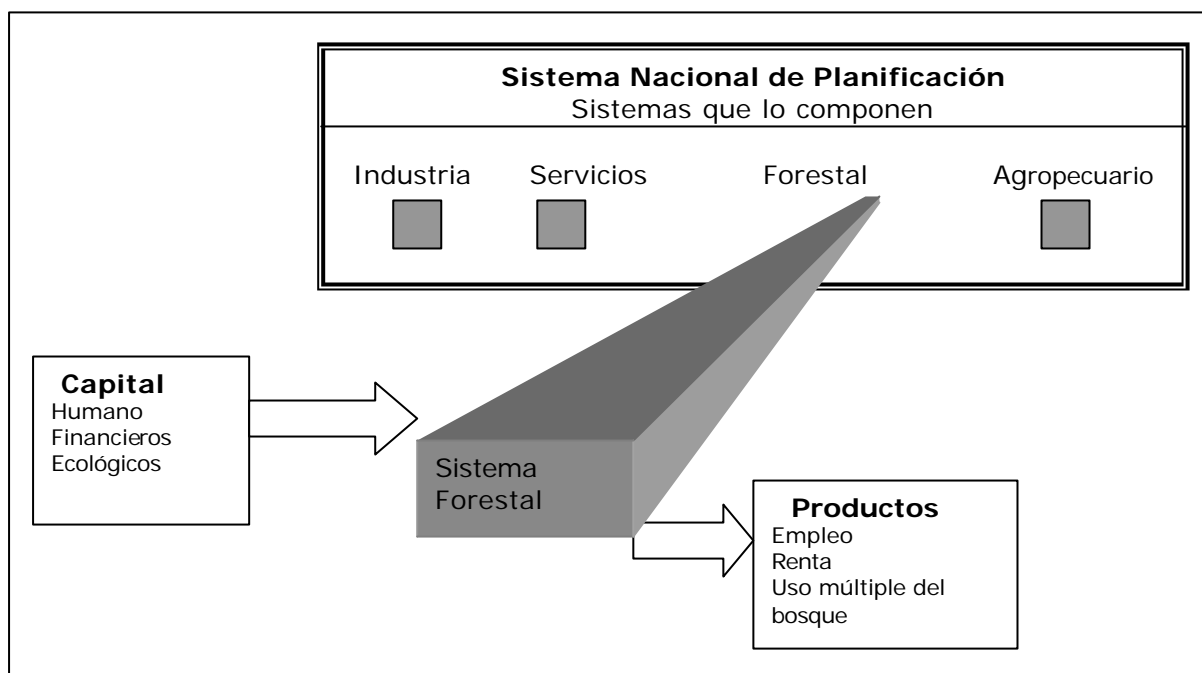 Sistema Nacional de Planificación
Sistemas que lo componen
Industria
Servicios
Forestal
Agropecuario
Capital
Humano
Financieros
Ecológicos
Sistema
Forestal
Productos
Empleo
Renta
Uso múltiple del
bosque